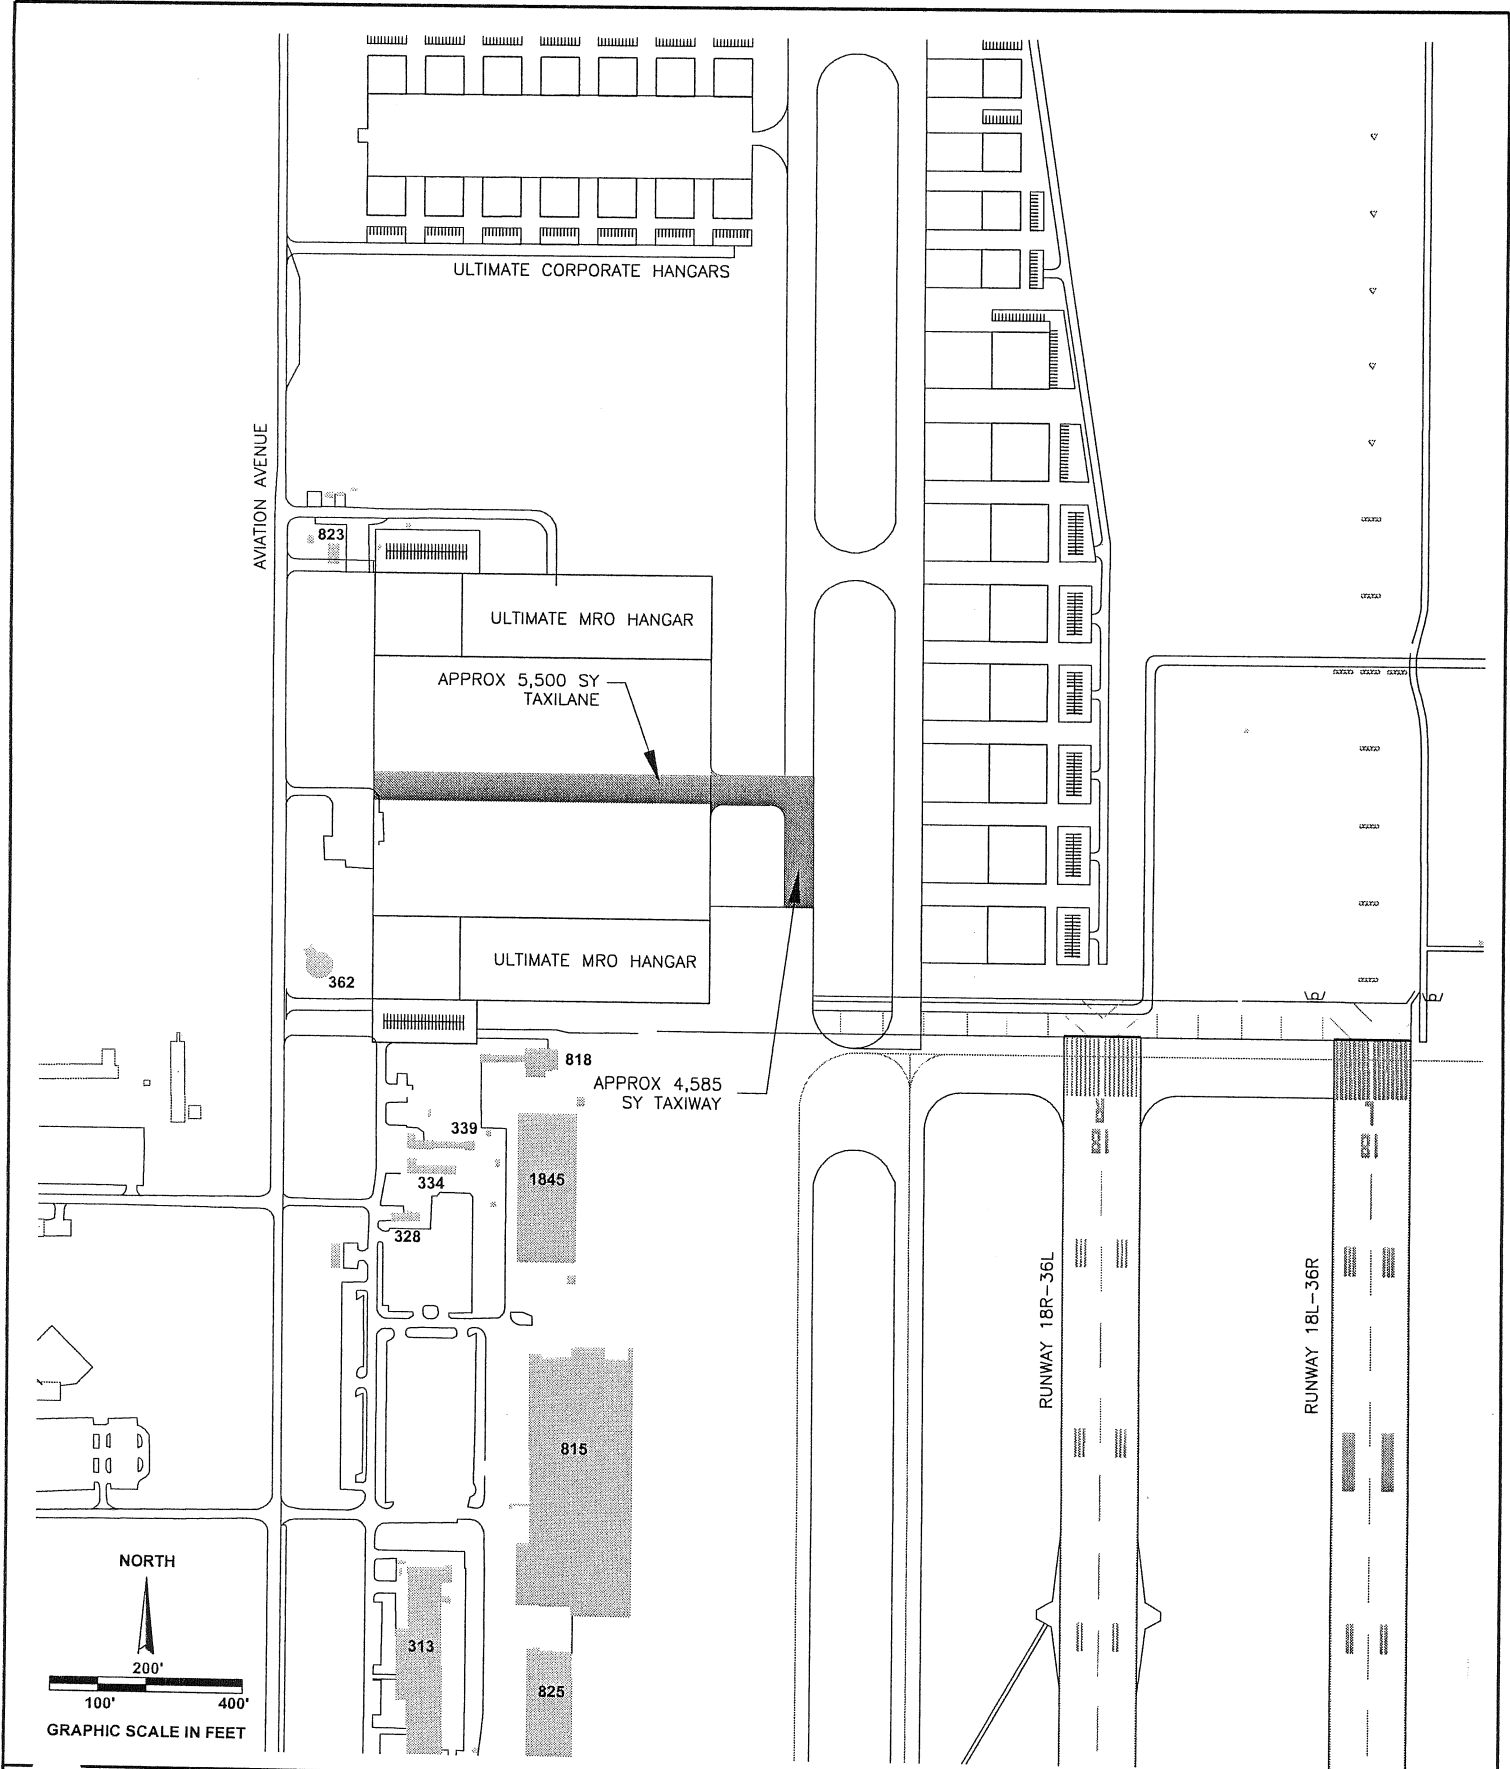 ULTIMATE CORPORATE HANGARS
AVIATION AVENUE
823
ULTIMATE MRO HANGAR
APPROX 5,500 SY
TAXILANE
ULTIMATE MRO HANGAR
362
818
APPROX 4,585
SY TAXIWAY
339
334
1845
328
R
18
L
18
RUNWAY 18R-36L
RUNWAY 18L-36R
815
NORTH
313
200'
825
100'
400'
GRAPHIC SCALE IN FEET